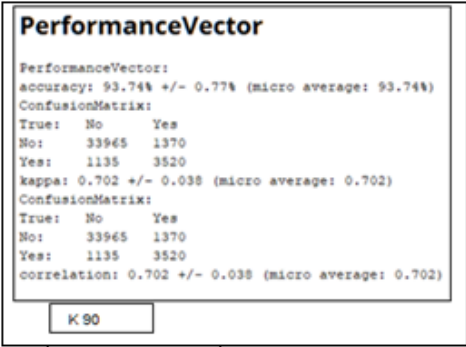 PerformanceVector
PerformanceVector:
accuracy: 93.74% +/- 0.77% (micro average: 93.74%)
ConfusionMatrix:
True: No Yes
No: 33965 1370
Yes: 1135 3520
kappa: 0.702 +/- 0.038 (micro average: 0.702)
ConfusionMatrix:
True: No Yes
No: 33965 1370
Yes: 1135 3520
correlation: 0.702 +/- 0.038 (micro average: 0.702)
K 90